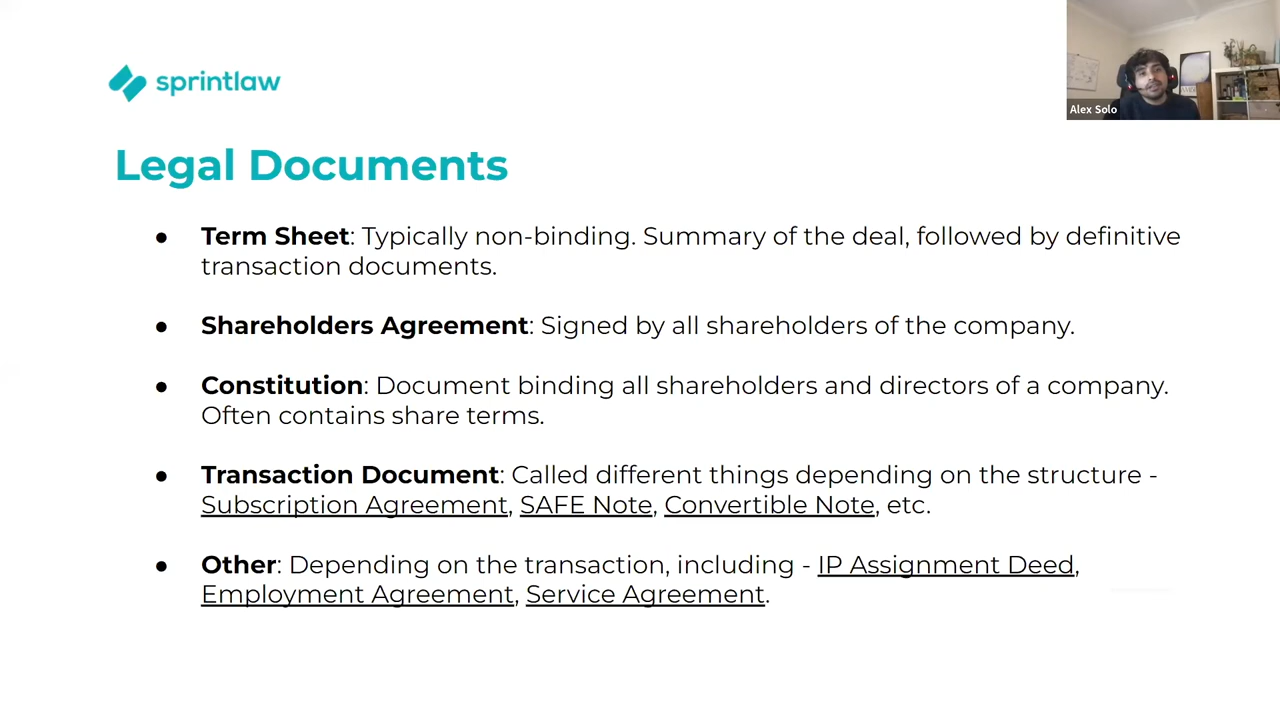 sprintlaw
Alex Solo
Legal Documents
● Term Sheet: Typically non-binding. Summary of the deal, followed by definitive
transaction documents.
● Shareholders Agreement: Signed by all shareholders of the company.
● Constitution: Document binding all shareholders and directors of a company.
Often contains share terms.
● Transaction Document: Called different things depending on the structure -
Subscription Agreement, SAFE Note, Convertible Note, etc.
● Other: Depending on the transaction, including - IP Assignment Deed,
Employment Agreement, Service Agreement.